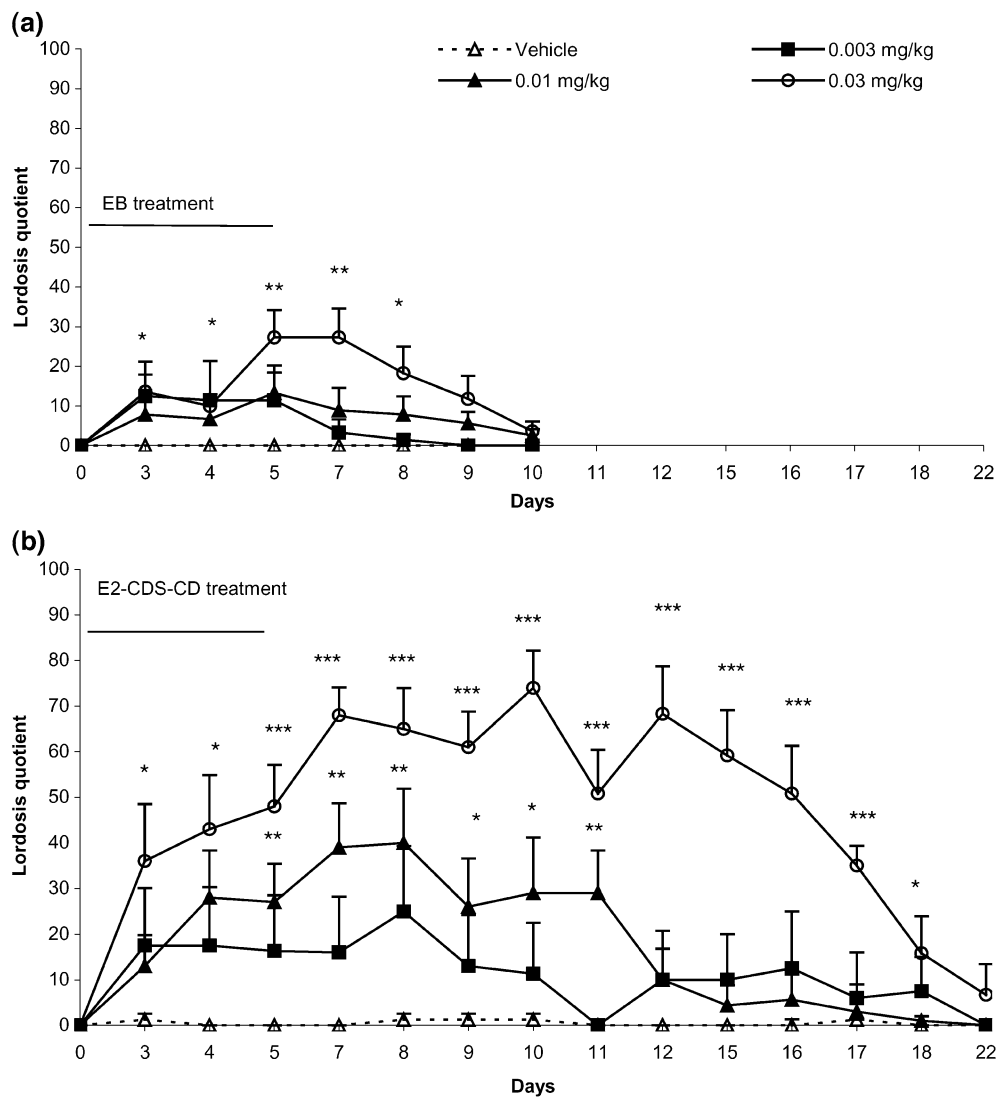 (a)
100
90
80
70
60
50
40
30
20
10
0
Lordosis quotient
Vehicle
0.003 mg/kg
0.01 mg/kg
0.03 mg/kg
EB treatment
* * ** ** *
0 3 4 5 7 8 9 10 11 12 15 16 17 18 22
Days
(b)
100
90
80
70
60
50
40
30
20
10
0
Lordosis quotient
E2-CDS-CD treatment
* * *** *** *** *** *** *** *** *** *** *** *
** ** ** * * **
0 3 4 5 7 8 9 10 11 12 15 16 17 18 22
Days